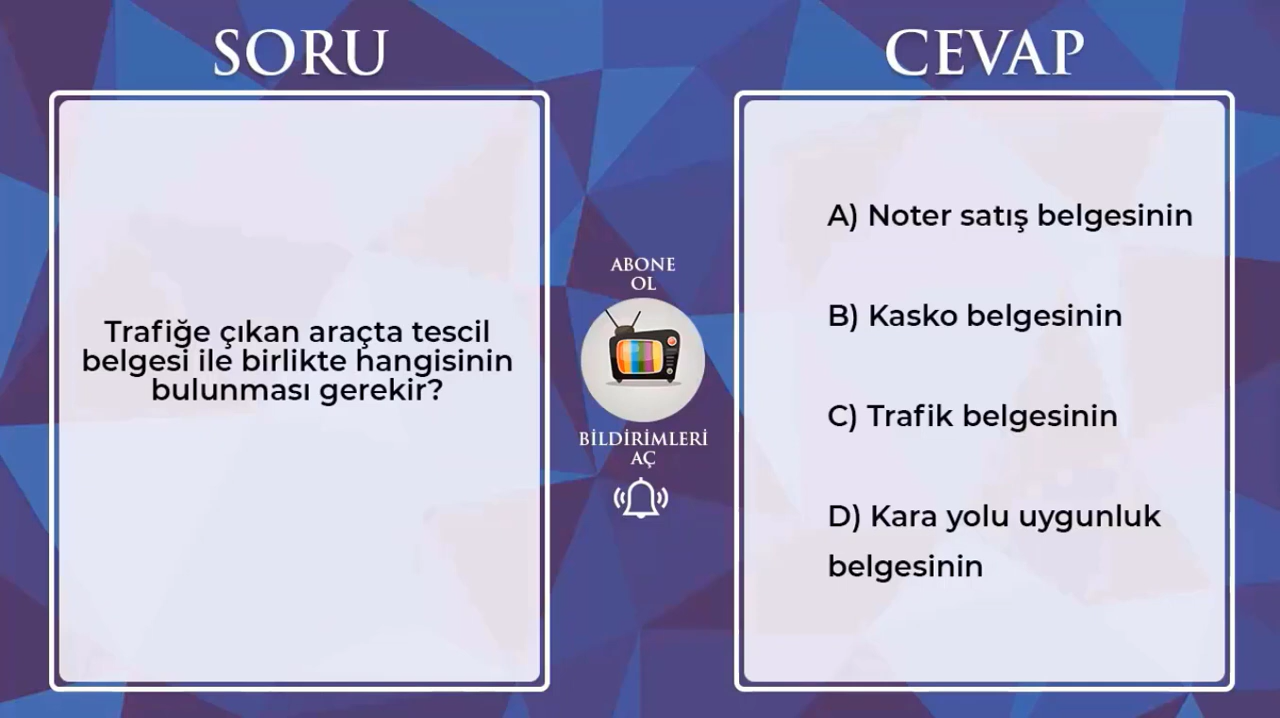 SORU
Trafiğe çıkan araçta tescil
belgesi ile birlikte hangisinin
bulunması gerekir?
ABONE
OL
BİLDİRİMLERİ
AÇ
CEVAP
A) Noter satış belgesinin
B) Kasko belgesinin
C) Trafik belgesinin
D) Kara yolu uygunluk
belgesinin